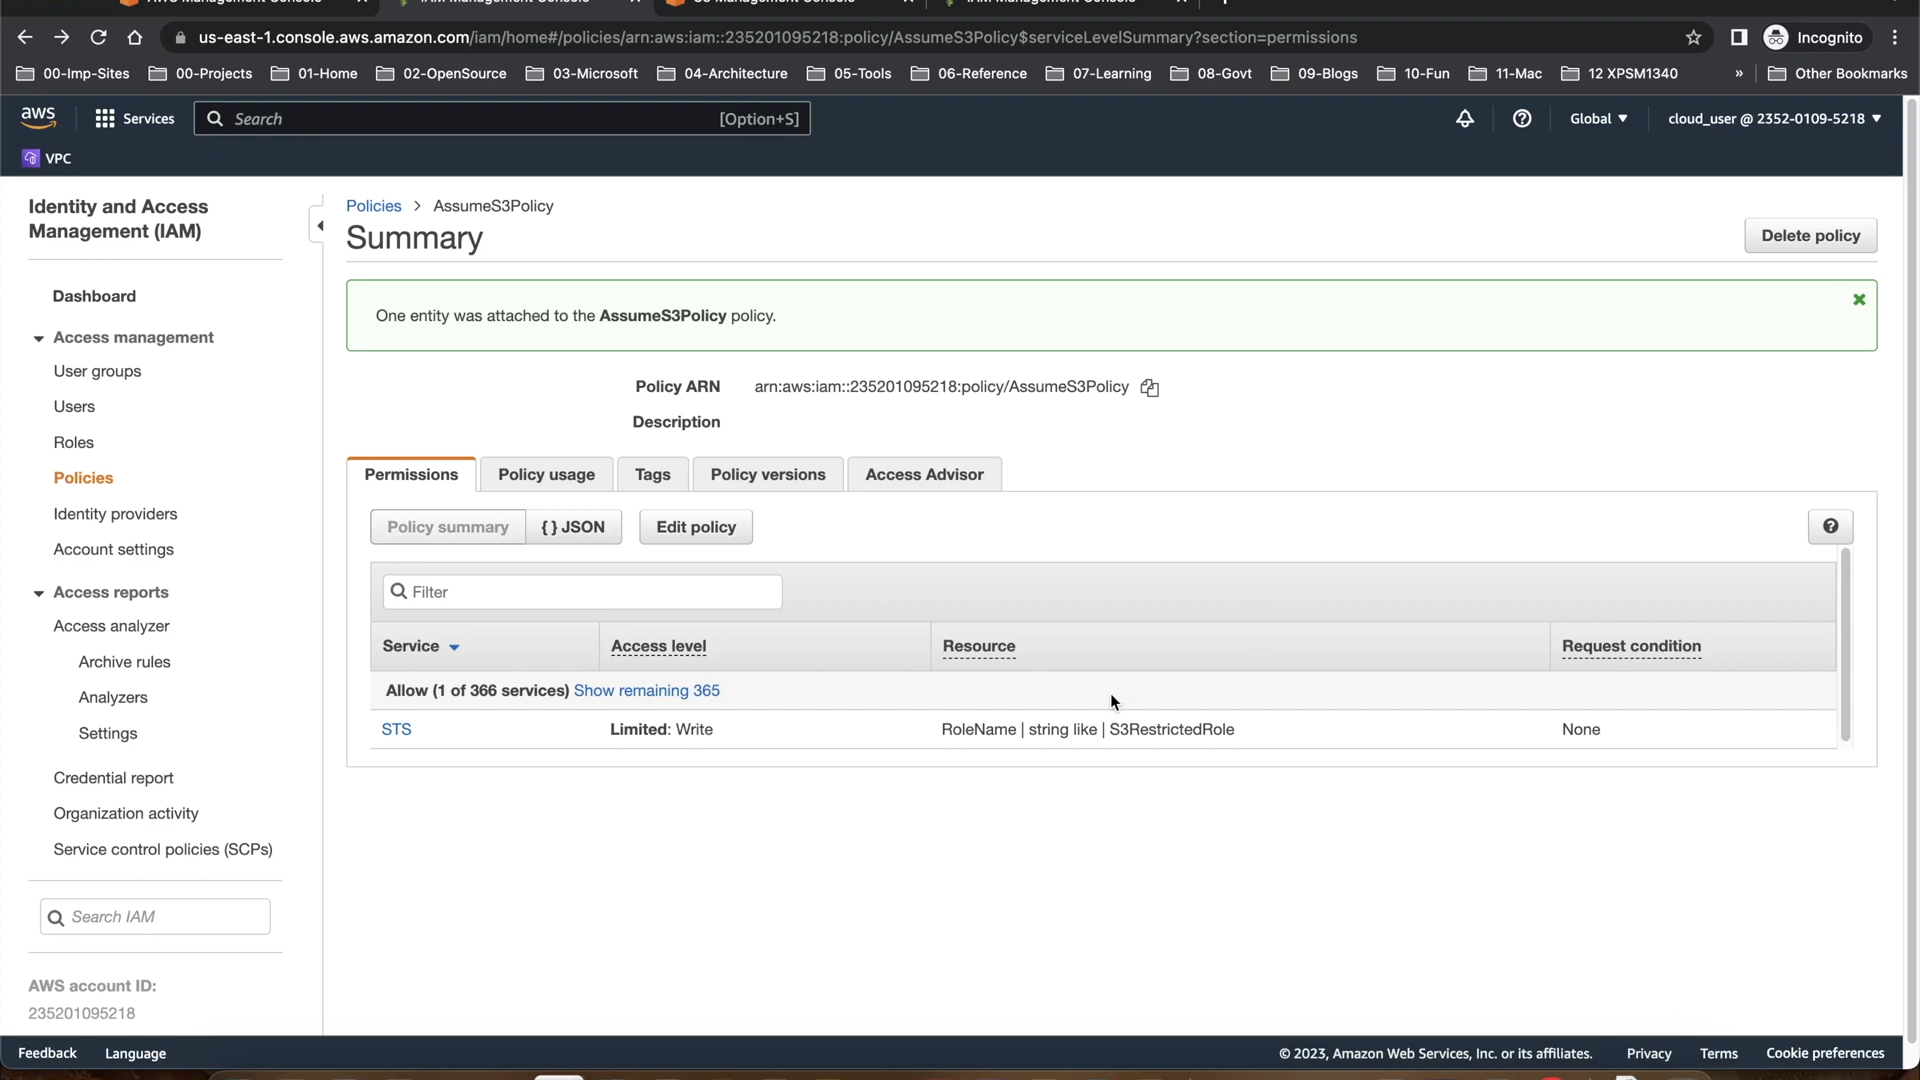 AWS Management Console
IAM Management Console
S3 Management Console
IAM Management Console
us-east-1.console.aws.amazon.com/iam/home#/policies/arn:aws:iam::235201095218:policy/AssumeS3Policy$serviceLevelSummary?section=permissions
Incognito
00-Imp-Sites
00-Projects
01-Home
02-OpenSource
03-Microsoft
04-Architecture
05-Tools
06-Reference
07-Learning
08-Govt
09-Blogs
10-Fun
11-Mac
12 XPSM1340
»
Other Bookmarks
aws
Services
Search
[Option+S]
Global
cloud_user @ 2352-0109-5218
VPC
Identity and Access
Management (IAM)
Dashboard
Access management
User groups
Users
Roles
Policies
Identity providers
Account settings
Access reports
Access analyzer
Archive rules
Analyzers
Settings
Credential report
Organization activity
Service control policies (SCPs)
Search IAM
AWS account ID:
235201095218
Policies > AssumeS3Policy
Summary
Delete policy
One entity was attached to the AssumeS3Policy policy.
Policy ARN
arn:aws:iam::235201095218:policy/AssumeS3Policy
Description
Permissions
Policy usage
Tags
Policy versions
Access Advisor
Policy summary
{ } JSON
Edit policy
Filter
Service
Access level
Resource
Request condition
Allow (1 of 366 services) Show remaining 365
STS
Limited: Write
RoleName | string like | S3RestrictedRole
None
Feedback
Language
© 2023, Amazon Web Services, Inc. or its affiliates.
Privacy
Terms
Cookie preferences